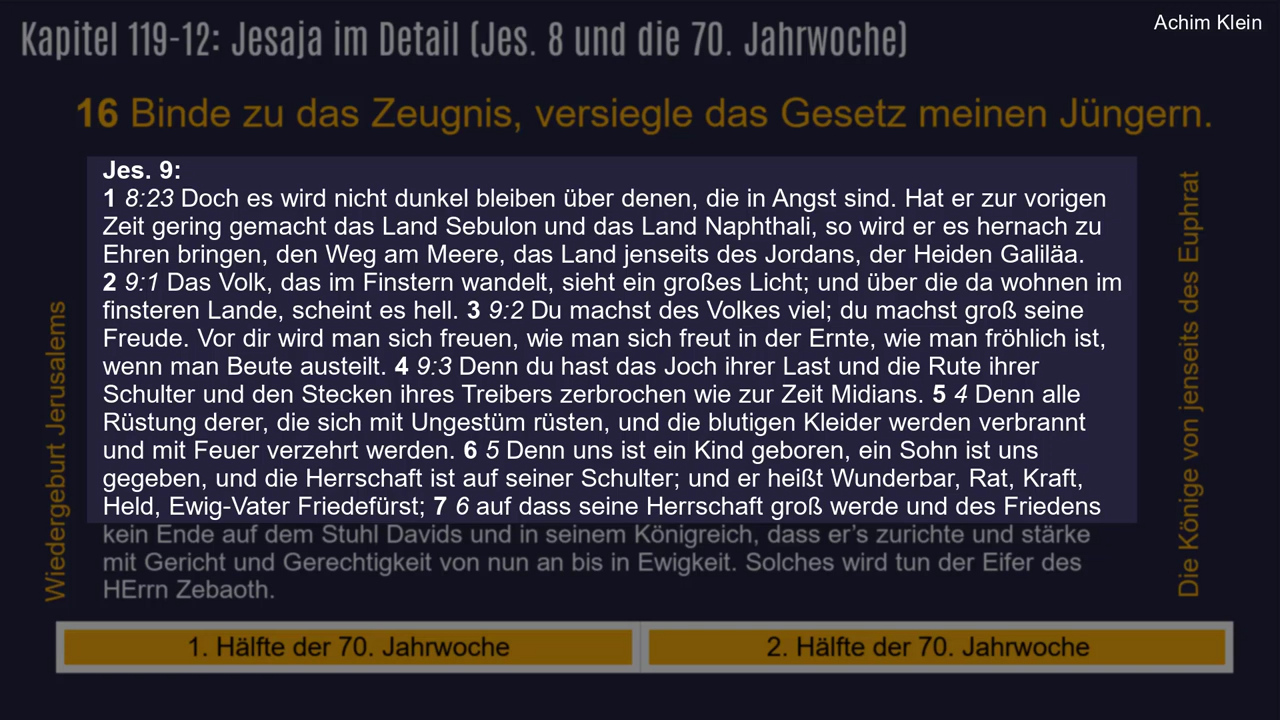 Achim Klein
Kapitel 119-12: Jesaja im Detail (Jes. 8 und die 70. Jahrwoche)
16 Binde zu das Zeugnis, versiegle das Gesetz meinen Jüngern.
Wiedergeburt Jerusalems
Jes. 9:
1 8:23 Doch es wird nicht dunkel bleiben über denen, die in Angst sind. Hat er zur vorigen
Zeit gering gemacht das Land Sebulon und das Land Naphthali, so wird er es hernach zu
Ehren bringen, den Weg am Meere, das Land jenseits des Jordans, der Heiden Galiläa.
2 9:1 Das Volk, das im Finstern wandelt, sieht ein großes Licht; und über die da wohnen im
finsteren Lande, scheint es hell. 3 9:2 Du machst des Volkes viel; du machst groß seine
Freude. Vor dir wird man sich freuen, wie man sich freut in der Ernte, wie man fröhlich ist,
wenn man Beute austeilt. 4 9:3 Denn du hast das Joch ihrer Last und die Rute ihrer
Schulter und den Stecken ihres Treibers zerbrochen wie zur Zeit Midians. 5 4 Denn alle
Rüstung derer, die sich mit Ungestüm rüsten, und die blutigen Kleider werden verbrannt
und mit Feuer verzehrt werden. 6 5 Denn uns ist ein Kind geboren, ein Sohn ist uns
gegeben, und die Herrschaft ist auf seiner Schulter; und er heißt Wunderbar, Rat, Kraft,
Held, Ewig-Vater Friedefürst; 7 6 auf dass seine Herrschaft groß werde und des Friedens
kein Ende auf dem Stuhl Davids und in seinem Königreich, dass er's zurichte und stärke
mit Gericht und Gerechtigkeit von nun an bis in Ewigkeit. Solches wird tun der Eifer des
HErrn Zebaoth.
Die Könige von jenseits des Euphrat
1. Hälfte der 70. Jahrwoche
2. Hälfte der 70. Jahrwoche